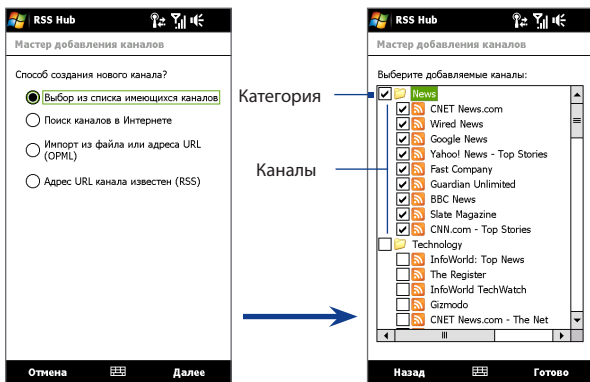 RSS Hub
Мастер добавления каналов
Способ создания нового канала?
Выбор из списка имеющихся каналов
Поиск каналов в Интернете
Импорт из файла или адреса URL
(OPML)
Адрес URL канала известен (RSS)
Отмена
Далее
Категория
Каналы
RSS Hub
Мастер добавления каналов
Выберите добавляемые каналы:
News
CNET News.com
Wired News
Google News
Yahoo! News - Top Stories
Fast Company
Guardian Unlimited
BBC News
Slate Magazine
CNN.com - Top Stories
Technology
InfoWorld: Top News
The Register
InfoWorld TechWatch
Gizmodo
CNET News.com - The Net
Назад
Готово